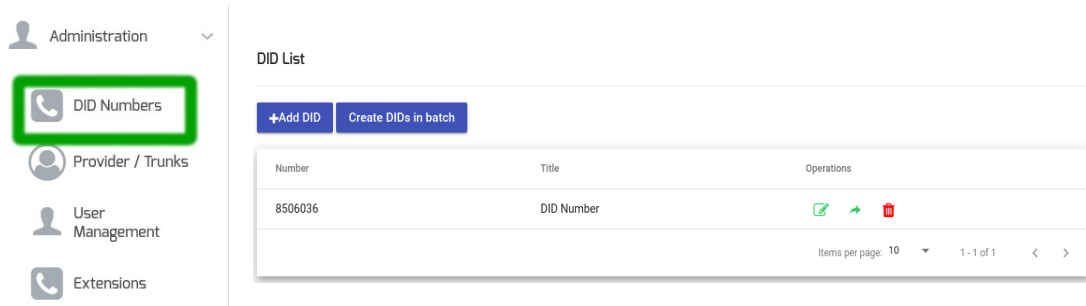 Administration
DID Numbers
Provider / Trunks
User
Management
Extensions
DID List
+Add DID Create DIDs in batch
Number Title Operations
8506036 DID Number
Items per page: 10 1 - 1 of 1